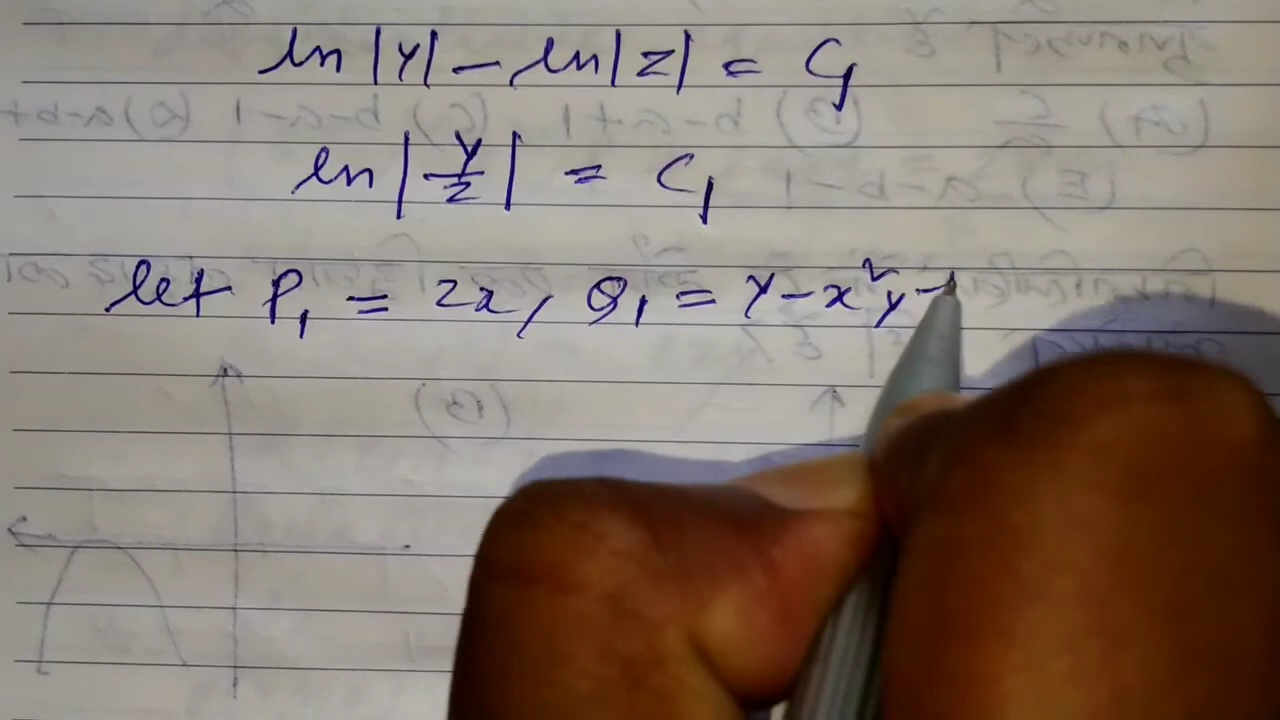 ln|y| - ln|z| = C₁
ln|y/z| = C₁
let P₁ = 2x, Q₁ = y - x²y -